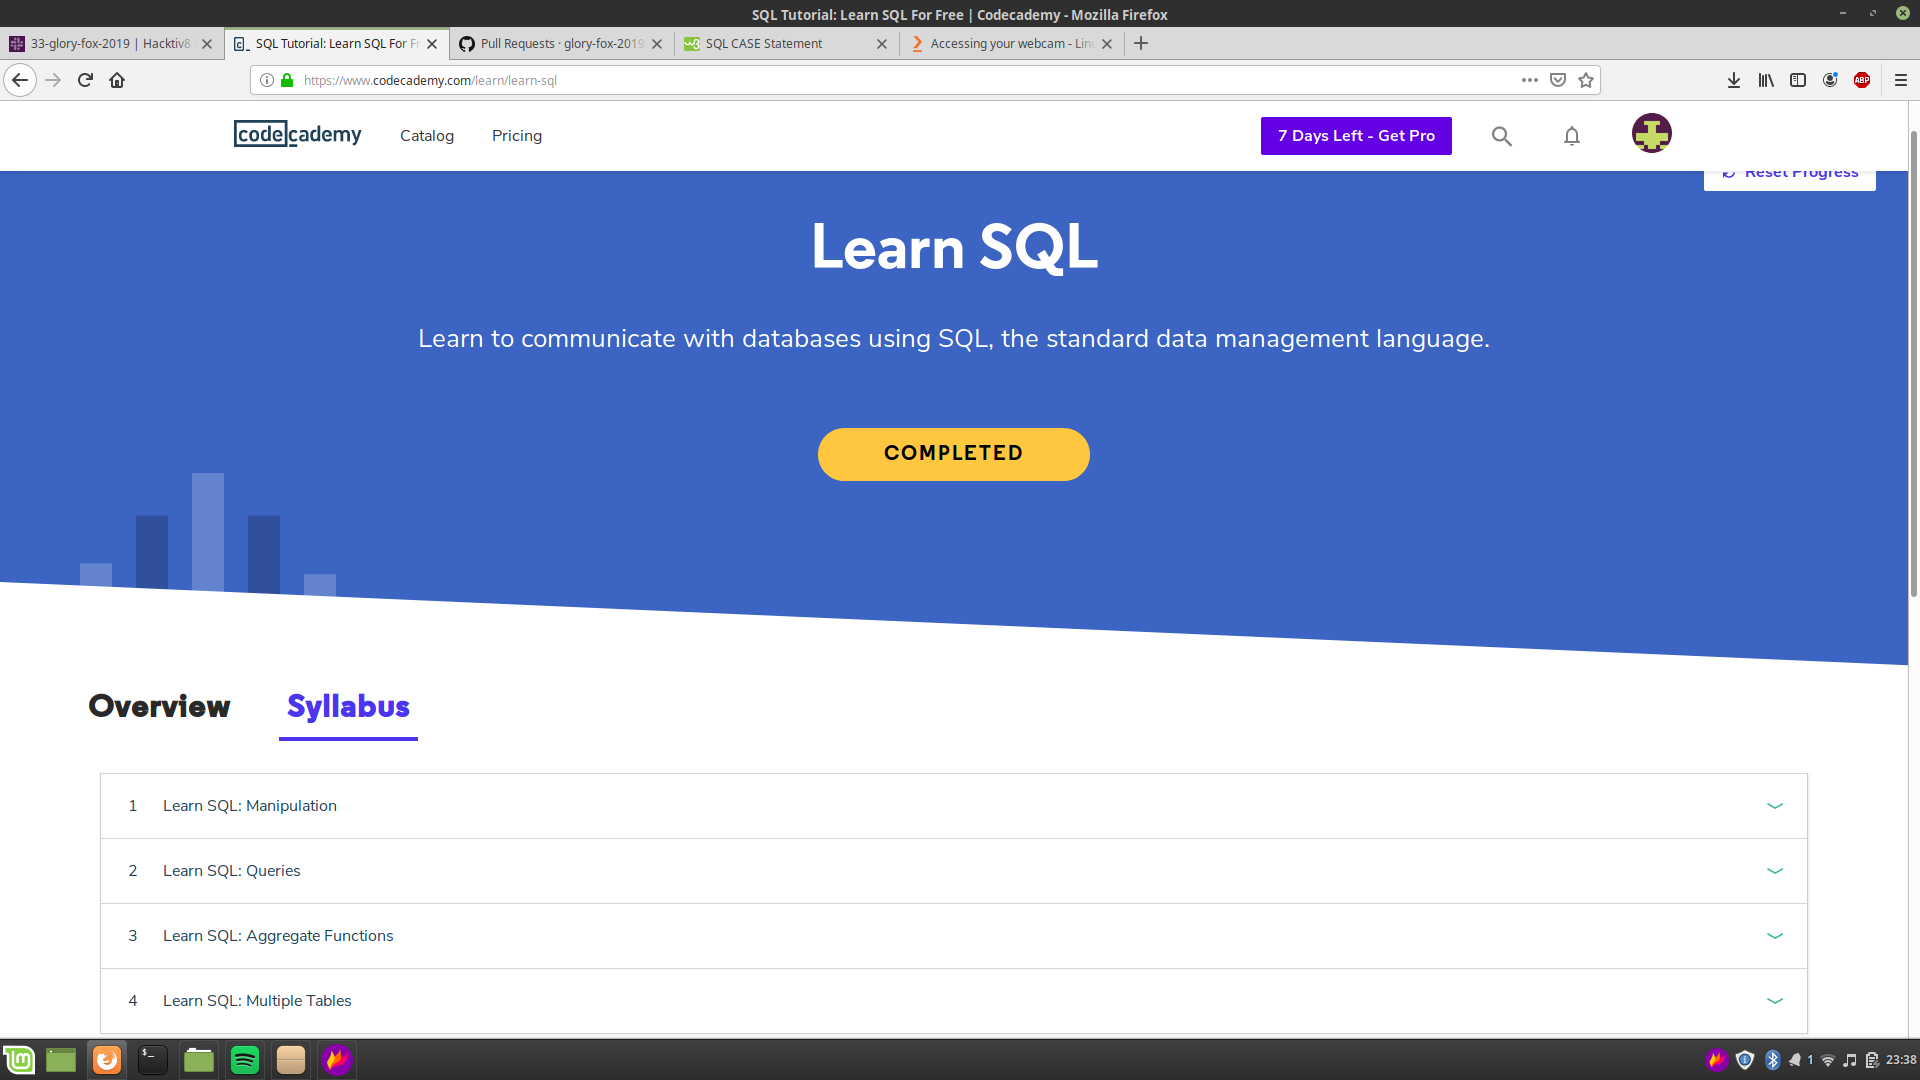 SQL Tutorial: Learn SQL For Free | Codecademy - Mozilla Firefox
33-glory-fox-2019 | Hacktiv8
SQL Tutorial: Learn SQL For Fr
Pull Requests · glory-fox-2019
SQL CASE Statement
Accessing your webcam - Linu
https://www.codecademy.com/learn/learn-sql
ABP
codecademy
Catalog
Pricing
7 Days Left - Get Pro
Reset Progress
Learn SQL
Learn to communicate with databases using SQL, the standard data management language.
COMPLETED
Overview
Syllabus
1 Learn SQL: Manipulation
2 Learn SQL: Queries
3 Learn SQL: Aggregate Functions
4 Learn SQL: Multiple Tables
1
23:38